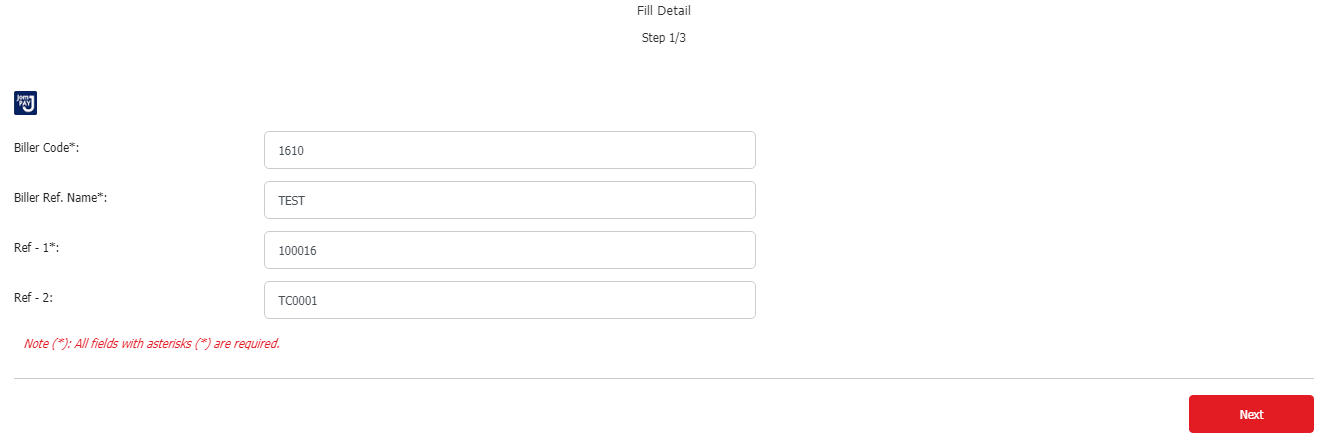 Fill Detail
Step 1/3
Jom PAY J
Biller Code*: 1610
Biller Ref. Name*: TEST
Ref - 1*: 100016
Ref - 2: TC0001
Note (*): All fields with asterisks (*) are required.
Next